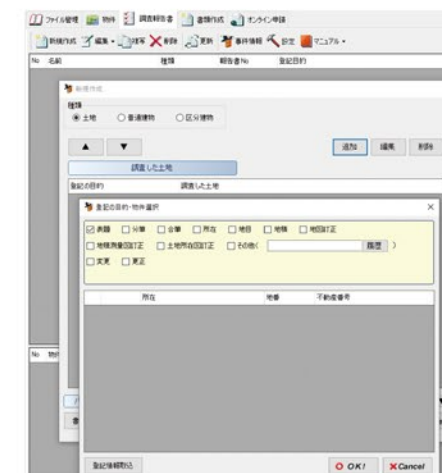 ファイル管理 物件 調査報告書 書類作成 オンライン申請
新規作成 編集 複写 削除 更新 事件情報 設定 マニュアル
No 名前 種類 報告書No 登記目的
新規作成
種類
土地 普通建物 区分建物
▲ ▼ 追加 編集 削除
調査した土地
登記の目的 調査した土地
登記の目的・物件選択 ×
表題 分筆 合筆 所在 地目 地積 地図訂正
地積測量図訂正 土地所在図訂正 その他( 履歴 )
変更 更正
所在 地番 不動産番号
No 物件
登記情報取込 OK! Cancel